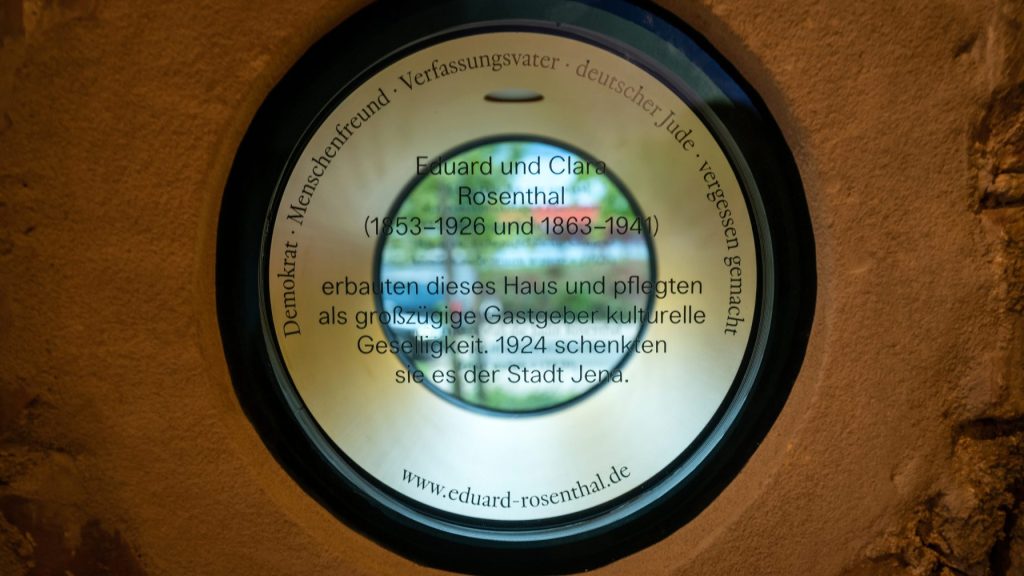 Demokrat · Menschenfreund · Verfassungsvater · deutscher Jude · vergessen gemacht
Eduard und Clara
Rosenthal
(1853–1926 und 1863–1941)
erbauten dieses Haus und pflegten
als großzügige Gastgeber kulturelle
Geselligkeit. 1924 schenkten
sie es der Stadt Jena.
www.eduard-rosenthal.de